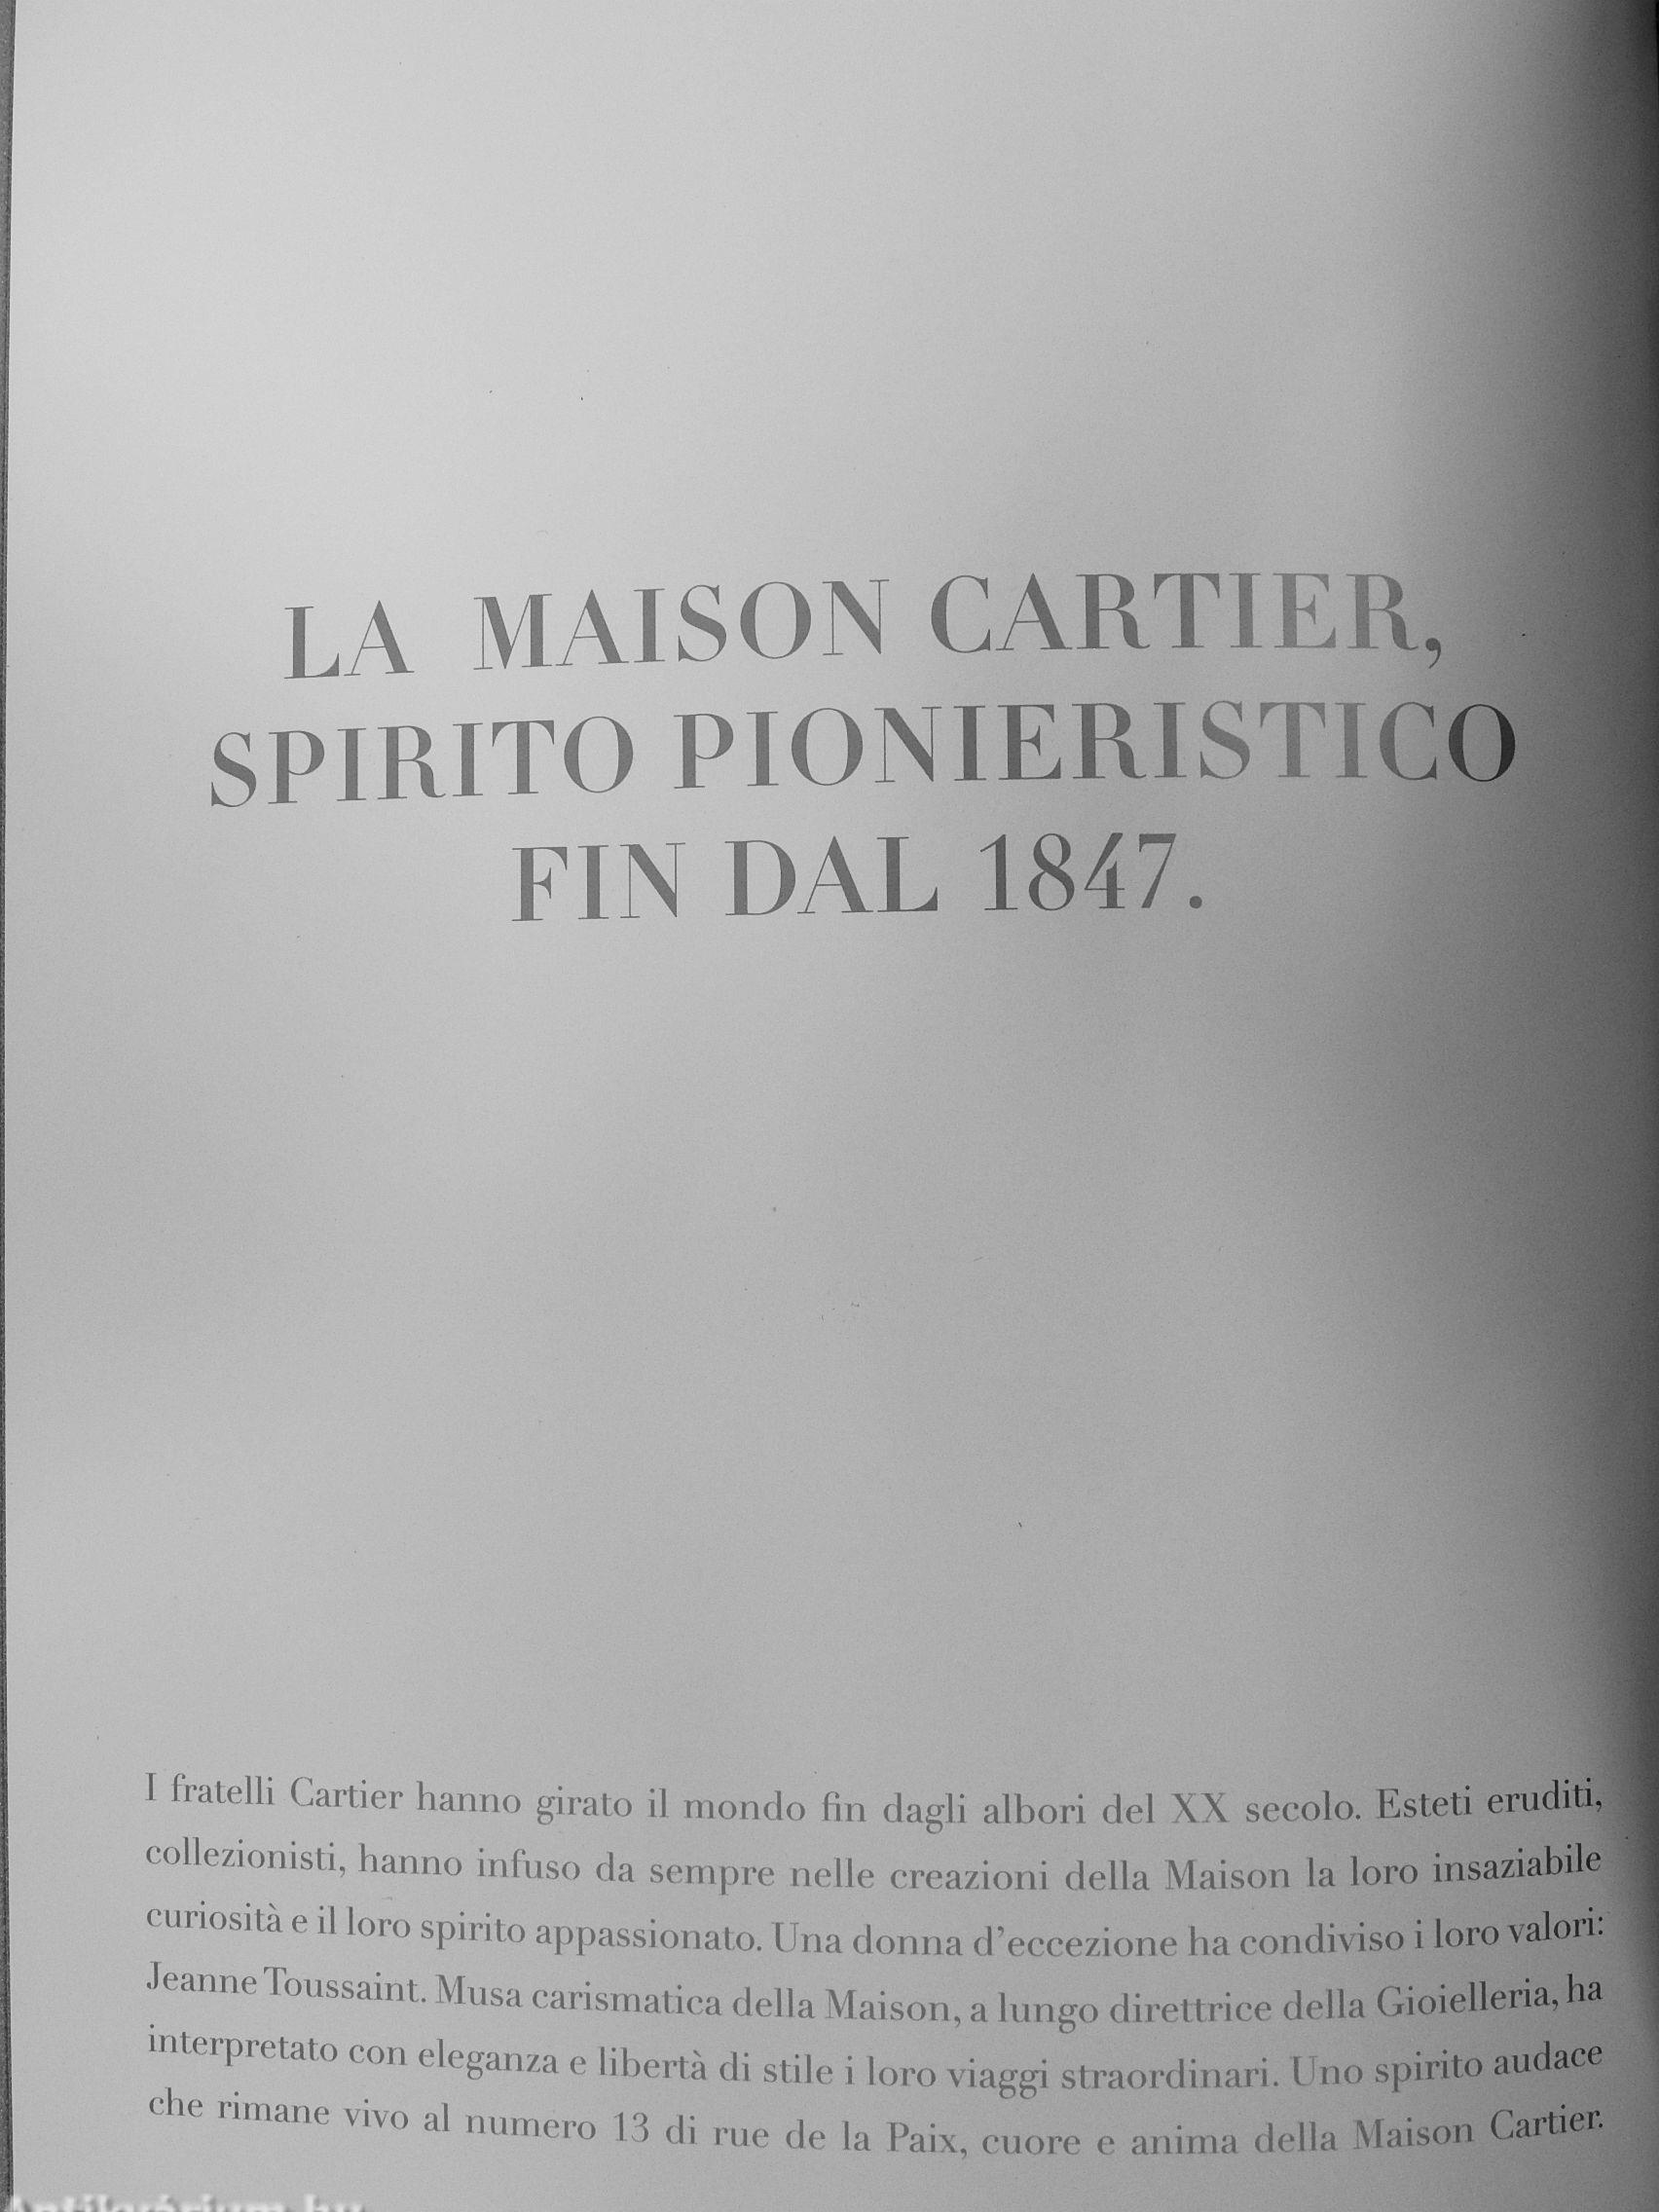 LA MAISON CARTIER,
SPIRITO PIONIERISTICO
FIN DAL 1847.
I fratelli Cartier hanno girato il mondo fin dagli albori del XX secolo. Esteti eruditi,
collezionisti, hanno infuso da sempre nelle creazioni della Maison la loro insaziabile
curiosità e il loro spirito appassionato. Una donna d'eccezione ha condiviso i loro valori:
Jeanne Toussaint. Musa carismatica della Maison, a lungo direttrice della Gioielleria, ha
interpretato con eleganza e libertà di stile i loro viaggi straordinari. Uno spirito audace
che rimane vivo al numero 13 di rue de la Paix, cuore e anima della Maison Cartier.
Antikvárium.hu